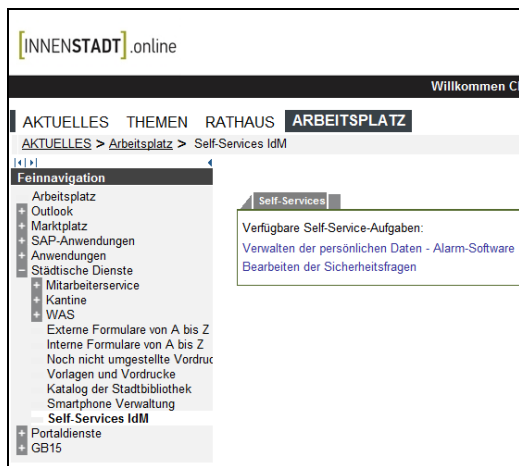 [INNENSTADT].online
Willkommen
AKTUELLES THEMEN RATHAUS ARBEITSPLATZ
AKTUELLES > Arbeitsplatz > Self-Services IdM
Feinnavigation
Arbeitsplatz
Outlook
Marktplatz
SAP-Anwendungen
Anwendungen
Städtische Dienste
Mitarbeiterservice
Kantine
WAS
Externe Formulare von A bis Z
Interne Formulare von A bis Z
Noch nicht umgestellte
Vorlagen und Vordrucke
Katalog der Stadtbibliothek
Smartphone Verwaltung
Self-Services IdM
Portaldienste
GB15
Self-Services
Verfügbare Self-Service-Aufgaben:
Verwalten der persönlichen Daten - Alarm-Software
Bearbeiten der Sicherheitsfragen